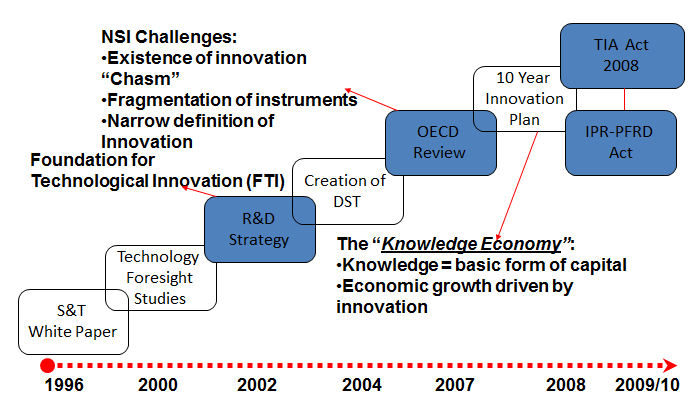 NSI Challenges:
•Existence of innovation
“Chasm”
•Fragmentation of instruments
•Narrow definition of
Innovation
Foundation for
Technological Innovation (FTI)
TIA Act
2008
10 Year
Innovation
Plan
IPR-PFRD
Act
OECD
Review
Creation of
DST
R&D
Strategy
Technology
Foresight
Studies
S&T
White Paper
The “Knowledge Economy”:
•Knowledge = basic form of capital
•Economic growth driven by
innovation
1996 2000 2002 2004 2007 2008 2009/10